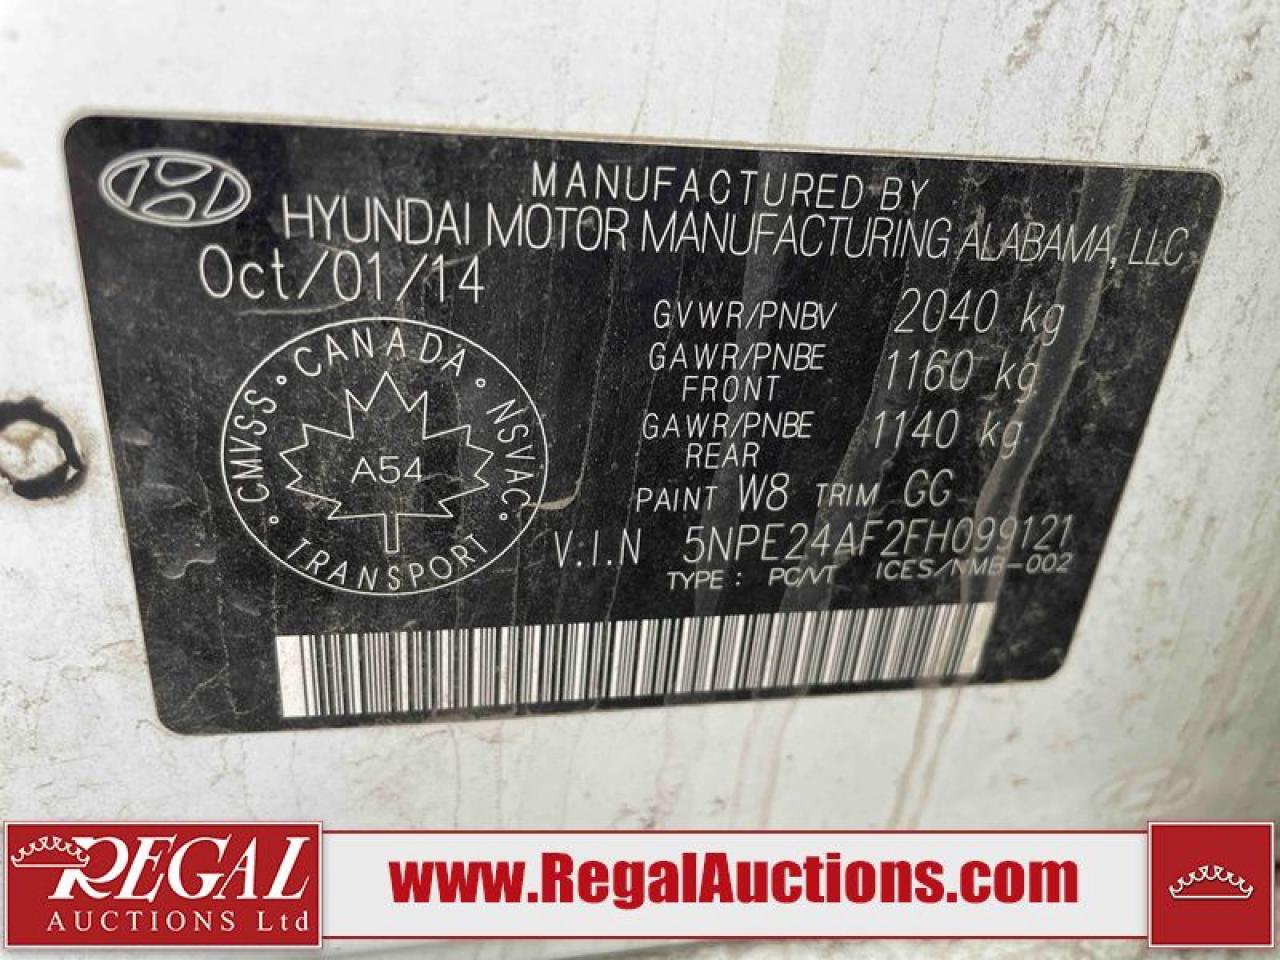 MANUFACTURED BY
HYUNDAI MOTOR MANUFACTURING ALABAMA, LLC
Oct/01/14
GVWR/PNBV 2040 kg
GAWR/PNBE FRONT 1160 kg
GAWR/PNBE REAR 1140 kg
PAINT W8 TRIM GG
V.I.N 5NPE24AF2FH099121
TYPE : PC/VT ICES/NMB-002
CANADA
CMVSS NSVAC
A54
TRANSPORT
REGAL
AUCTIONS Ltd
www.RegalAuctions.com